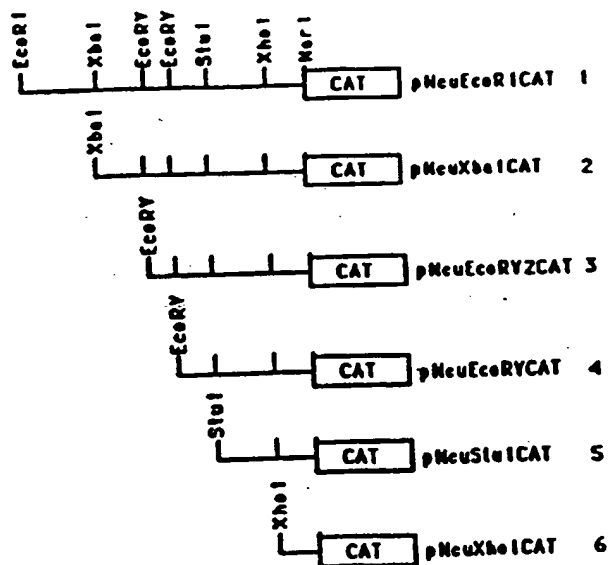 EcoRI XbaI EcoRV EcoRV StuI XhoI NarI
CAT pNeuEcoRICAT 1
XbaI
CAT pNeuXbaICAT 2
EcoRV
CAT pNeuEcoRV2CAT 3
EcoRV
CAT pNeuEcoRVCAT 4
StuI
CAT pNeuStuICAT 5
XhoI
CAT pNeuXhoICAT 6